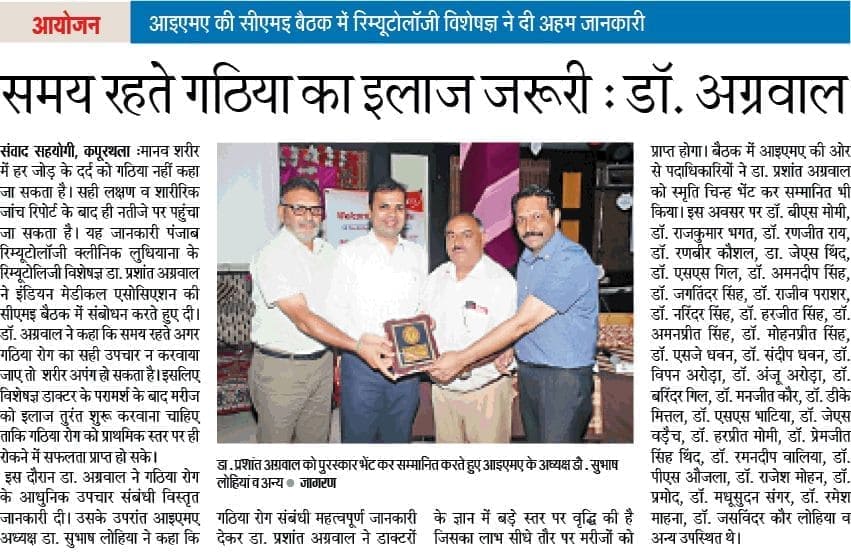 आयोजन
आइएमए की सीएमइ बैठक में रिम्यूटोलॉजी विशेषज्ञ ने दी अहम जानकारी
समय रहते गठिया का इलाज जरूरी : डॉ. अग्रवाल
संवाद सहयोगी, कपूरथला :मानव शरीर
में हर जोड़ के दर्द को गठिया नहीं कहा
जा सकता है। सही लक्षण व शारीरिक
जांच रिपोर्ट के बाद ही नतीजे पर पहुंचा
जा सकता है। यह जानकारी पंजाब
रिम्यूटोलॉजी क्लीनिक लुधियाना के
रिम्यूटोलिजी विशेषज्ञ डा. प्रशांत अग्रवाल
ने इंडियन मेडीकल एसोसिएशन की
सीएमइ बैठक में संबोधन करते हुए दी।
डॉ. अग्रवाल ने कहा कि समय रहते अगर
गठिया रोग का सही उपचार न करवाया
जाए तो शरीर अपंग हो सकता है।इसलिए
विशेषज्ञ डाक्टर के परामर्श के बाद मरीज
को इलाज तुरंत शुरू करवाना चाहिए
ताकि गठिया रोग को प्राथमिक स्तर पर ही
रोकने में सफलता प्राप्त हो सके।
इस दौरान डा. अग्रवाल ने गठिया रोग
के आधुनिक उपचार संबंधी विस्तृत
जानकारी दी। उसके उपरांत आइएमए
अध्यक्ष डा. सुभाष लोहिया ने कहा कि
Welcome
डा. प्रशांत अग्रवाल को पुरस्कार भेंट कर सम्मानित करते हुए आइएमए के अध्यक्ष डॉ. सुभाष
लोहियां व अन्य ● जागरण
गठिया रोग संबंधी महत्वपूर्ण जानकारी
देकर डा. प्रशांत अग्रवाल ने डाक्टरों
के ज्ञान में बड़े स्तर पर वृद्धि की है
जिसका लाभ सीधे तौर पर मरीजों को
प्राप्त होगा। बैठक में आइएमए की ओर
से पदाधिकारियों ने डा. प्रशांत अग्रवाल
को स्मृति चिन्ह भेंट कर सम्मानित भी
किया। इस अवसर पर डॉ. बीएस मोमी,
डॉ. राजकुमार भगत, डॉ. रणजीत राय,
डॉ. रणबीर कौशल, डा. जेएस थिंद,
डॉ. एसएस गिल, डॉ. अमनदीप सिंह,
डॉ. जगतिंदर सिंह, डॉ. राजीव पराशर,
डॉ. नरिंदर सिंह, डॉ. हरजीत सिंह, डॉ.
अमनप्रीत सिंह, डॉ. मोहनप्रीत सिंह,
डॉ. एसजे धवन, डॉ. संदीप धवन, डॉ.
विपन अरोड़ा, डॉ. अंजू अरोड़ा, डॉ.
बरिंदर गिल, डॉ. मनजीत कौर, डॉ. डीके
मित्तल, डॉ. एसएस भाटिया, डॉ. जेएस
वड़ैच, डॉ. हरप्रीत मोमी, डॉ. प्रेमजीत
सिंह थिंद, डॉ. रमनदीप वालिया, डॉ.
पीएस औजला, डॉ. राजेश मोहन, डॉ.
प्रमोद, डॉ. मधूसुदन संगर, डॉ. रमेश
माहना, डॉ. जसविंदर कौर लोहिया व
अन्य उपस्थित थे।